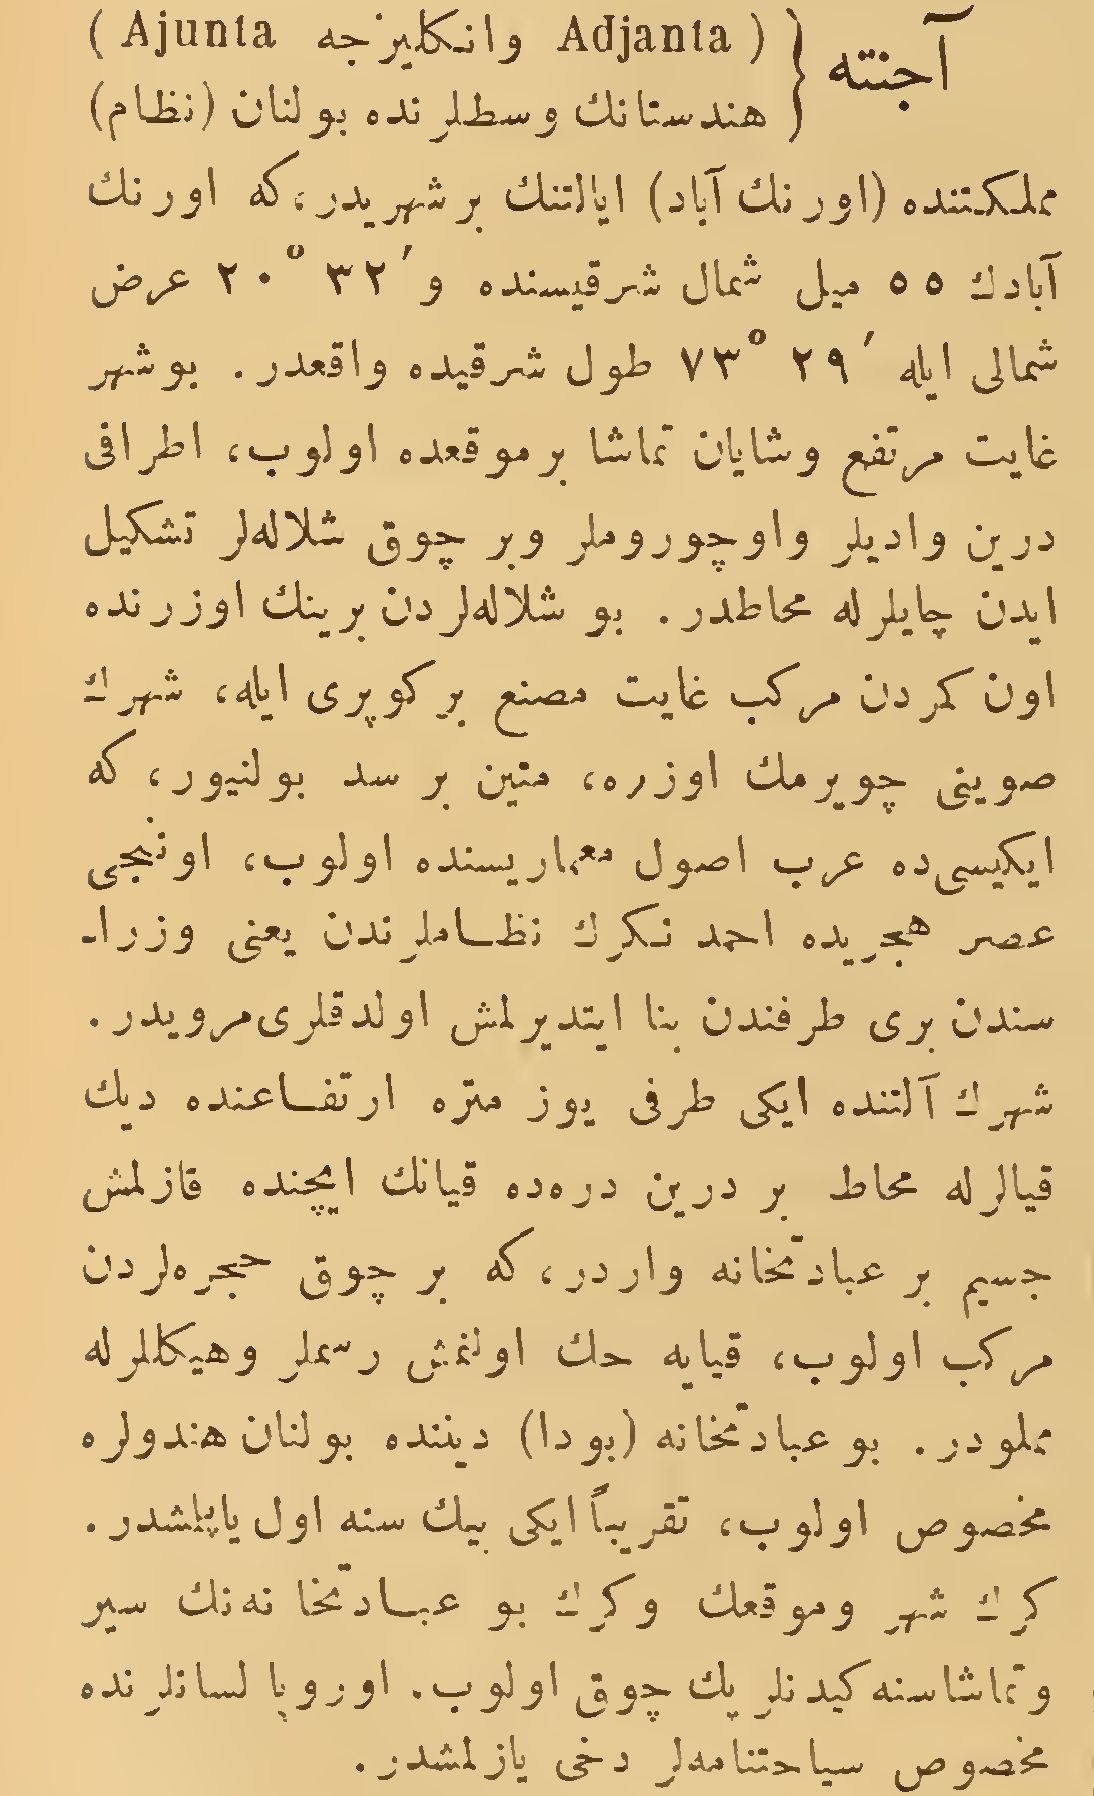 آجنته { ( Adjanta وانكليزجه Ajunta )
هندستانك وسطلرنده بولنان (نظام)
مملكتنده (اورنك آباد) ايالتنك برشهريدر، كه اورنك
آبادك ٥٥ ميل شمال شرقيسنده و ٣٢′ ٢٠° عرض
شمالى ايله ٢٩′ ٧٣° طول شرقيده واقعدر. بوشهر
غايت مرتفع وشايان تماشا برموقعده اولوب، اطرافى
درين واديلر واوچوروملر وبر چوق شلاله‌لر تشكيل
ايدن چايلرله محاطدر. بو شلاله‌لردن برينك اوزرنده
اون كمردن مركب غايت مصنع بر كوپرى ايله، شهرك
صوينى چويرمك اوزره، متين بر سد بولنيور، كه
ايكيسى‌ده عرب اصول معماريسنده اولوب، اوننجى
عصر هجريده احمد نكرك نظاملرندن يعنى وزرا-
سندن برى طرفندن بنا ايتديرلمش اولدقلرى مرويدر.
شهرك آلتنده ايكى طرفى يوز متره ارتفاعنده ديك
قيالرله محاط بر درين دره‌ده قيانك ايچنده قازلمش
جسيم بر عبادتخانه واردر، كه بر چوق حجره‌لردن
مركب اولوب، قيايه حك اولنمش رسملر وهيكللرله
مملودر. بو عبادتخانه (بودا) ديننده بولنان هندولره
مخصوص اولوب، تقريباً ايكى بيك سنه اول ياپلمشدر.
كرك شهر وموقعك وكرك بو عبادتخانه‌نك سير
وتماشاسنه كيدنلر پك چوق اولوب. اوروپا لسانلرنده
مخصوص سياحتنامه‌لر دخى يازلمشدر.